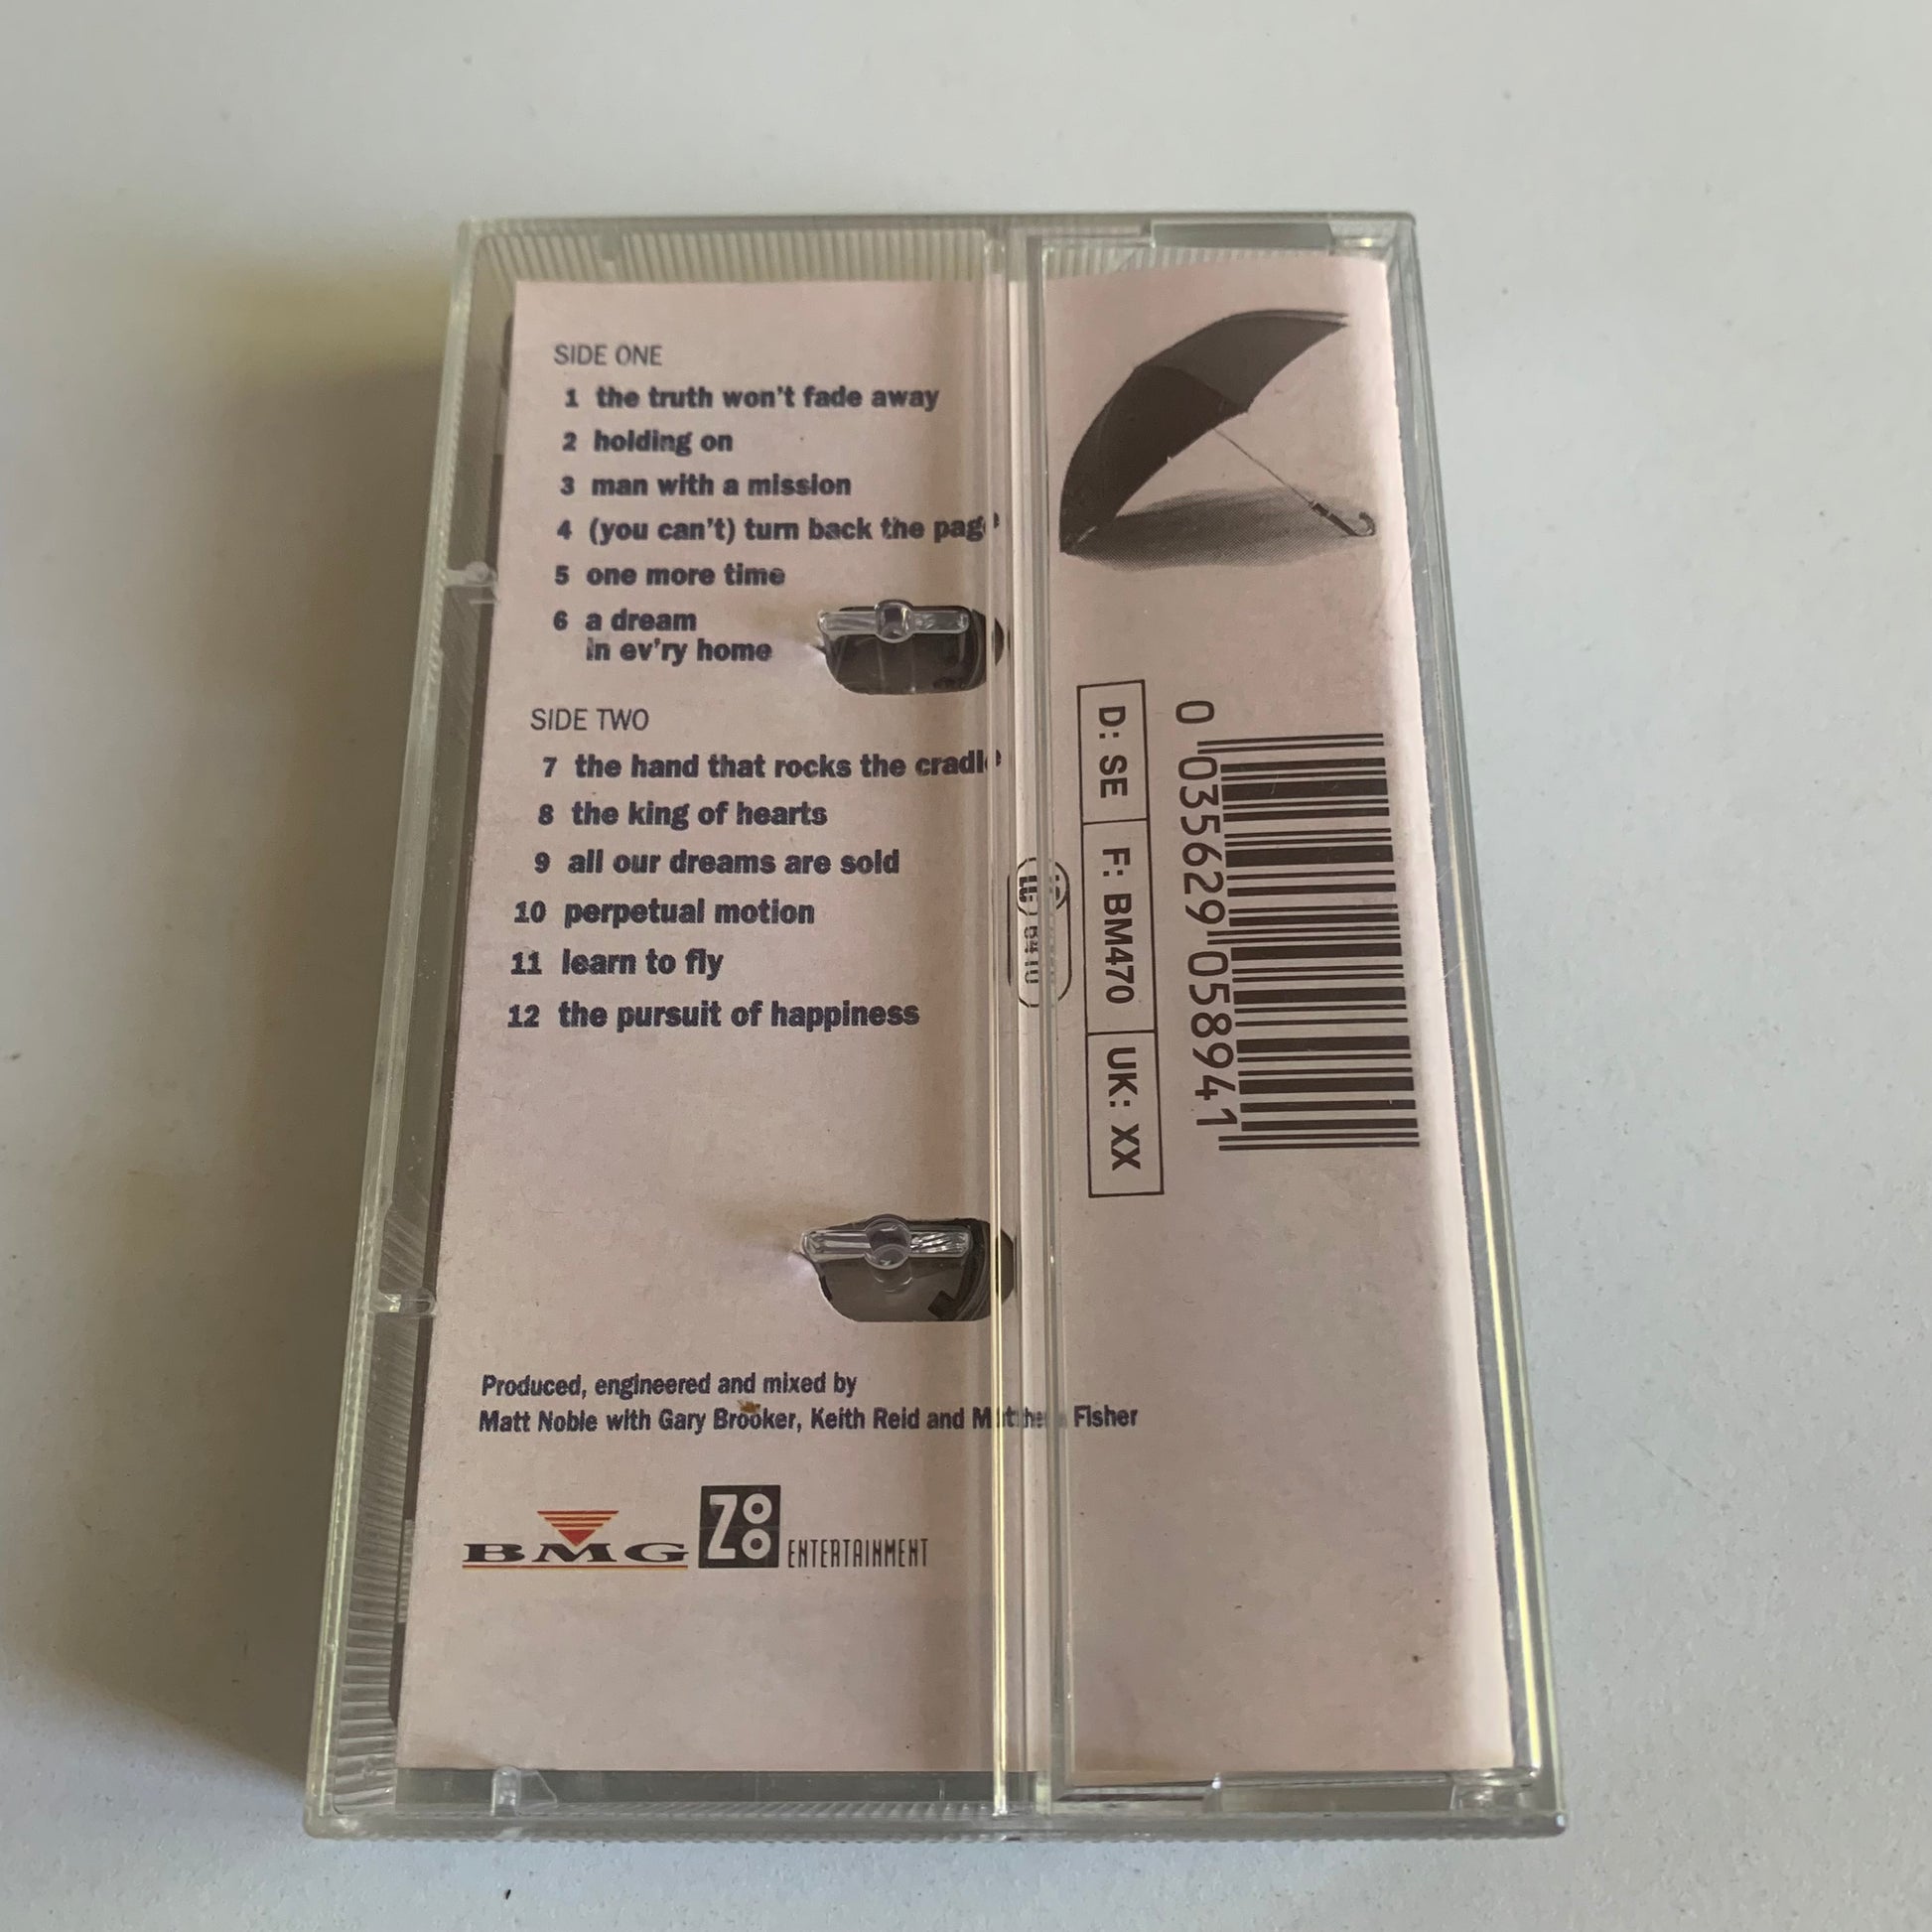 SIDE ONE
1 the truth won't fade away
2 holding on
3 man with a mission
4 (you can't) turn back the page
5 one more time
6 a dream
in ev'ry home
SIDE TWO
7 the hand that rocks the cradle
8 the king of hearts
9 all our dreams are sold
10 perpetual motion
11 learn to fly
12 the pursuit of happiness
Produced, engineered and mixed by
Matt Noble with Gary Brooker, Keith Reid and Matthew Fisher
BMG ZOO ENTERTAINMENT
D: SE F: BM470 UK: XX
0 035629 058941